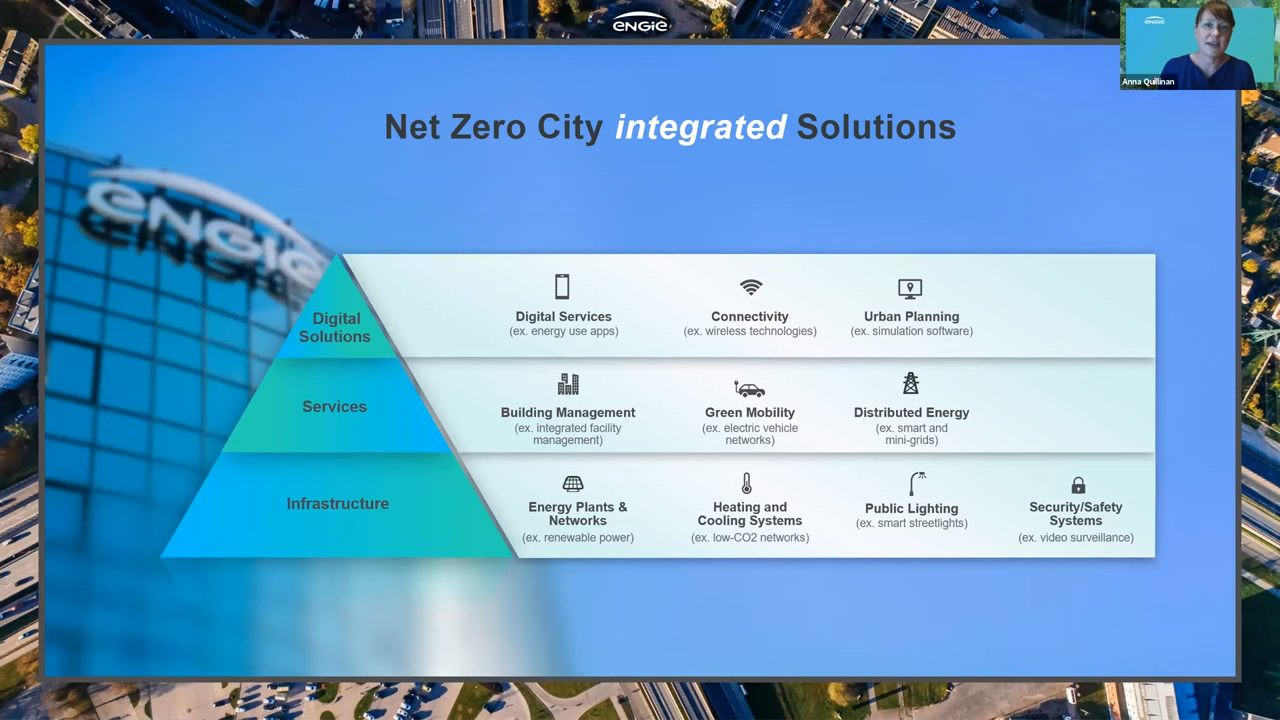 ENGIE
ENGIE
Anna Quillinan
Net Zero City integrated Solutions
ENGIE
Digital
Solutions
Digital Services
(ex. energy use apps)
Connectivity
(ex. wireless technologies)
Urban Planning
(ex. simulation software)
Services
Building Management
(ex. integrated facility
management)
Green Mobility
(ex. electric vehicle
networks)
Distributed Energy
(ex. smart and
mini-grids)
Infrastructure
Energy Plants &
Networks
(ex. renewable power)
Heating and
Cooling Systems
(ex. low-CO2 networks)
Public Lighting
(ex. smart streetlights)
Security/Safety
Systems
(ex. video surveillance)